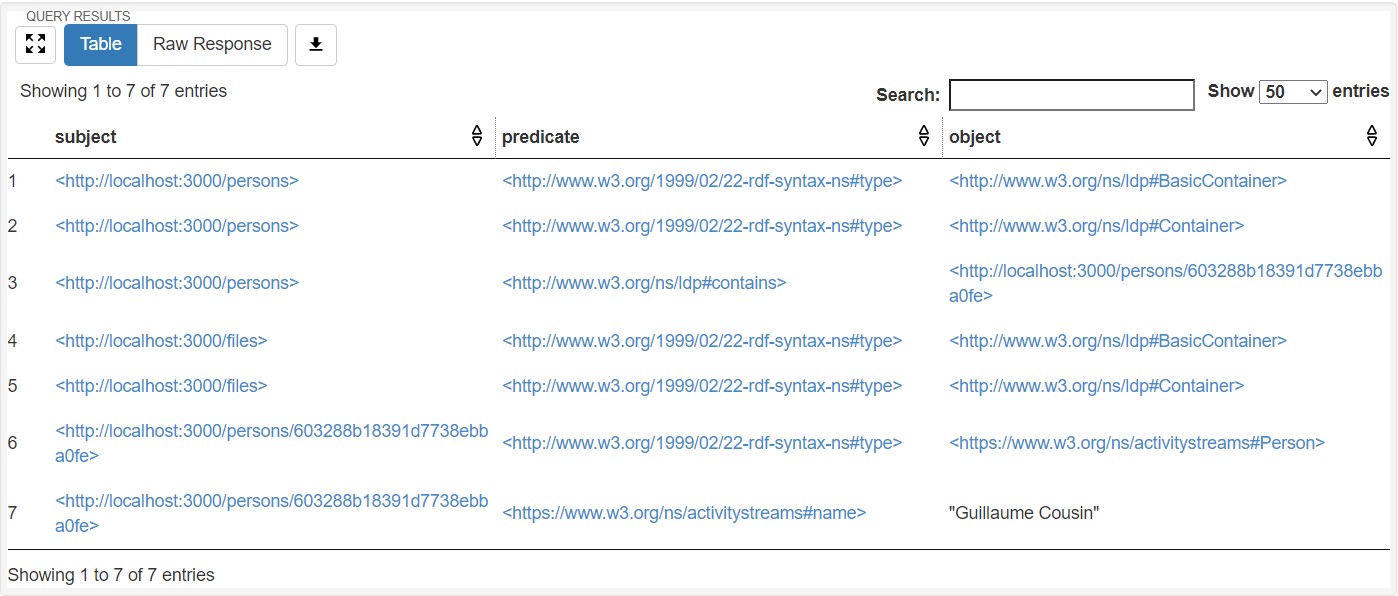 QUERY RESULTS
Table Raw Response
Showing 1 to 7 of 7 entries
Search: Show 50 entries
subject predicate object
1 <http://localhost:3000/persons> <http://www.w3.org/1999/02/22-rdf-syntax-ns#type> <http://www.w3.org/ns/ldp#BasicContainer>
2 <http://localhost:3000/persons> <http://www.w3.org/1999/02/22-rdf-syntax-ns#type> <http://www.w3.org/ns/ldp#Container>
3 <http://localhost:3000/persons> <http://www.w3.org/ns/ldp#contains> <http://localhost:3000/persons/603288b18391d7738ebb
a0fe>
4 <http://localhost:3000/files> <http://www.w3.org/1999/02/22-rdf-syntax-ns#type> <http://www.w3.org/ns/ldp#BasicContainer>
5 <http://localhost:3000/files> <http://www.w3.org/1999/02/22-rdf-syntax-ns#type> <http://www.w3.org/ns/ldp#Container>
6 <http://localhost:3000/persons/603288b18391d7738ebb
a0fe> <http://www.w3.org/1999/02/22-rdf-syntax-ns#type> <https://www.w3.org/ns/activitystreams#Person>
7 <http://localhost:3000/persons/603288b18391d7738ebb
a0fe> <https://www.w3.org/ns/activitystreams#name> "Guillaume Cousin"
Showing 1 to 7 of 7 entries